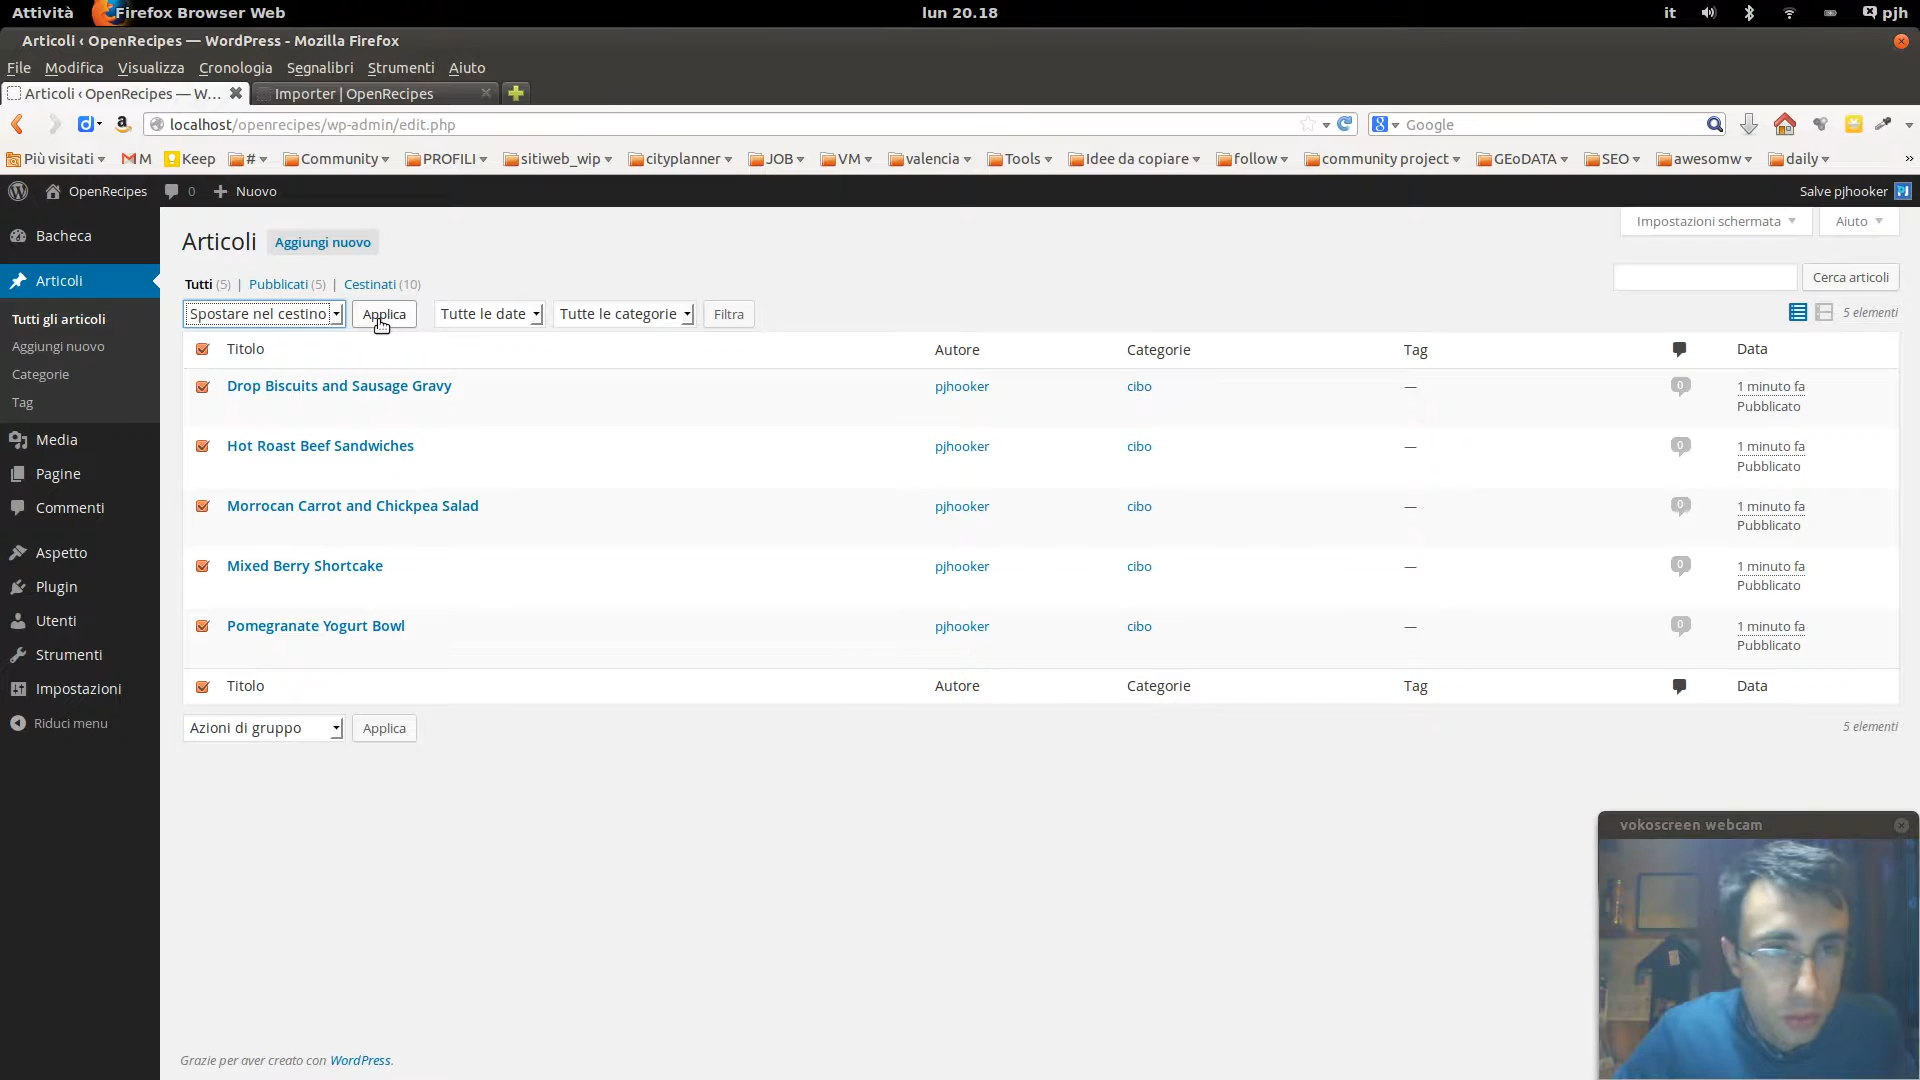 Attività Firefox Browser Web lun 20.18 it pjh
Articoli ‹ OpenRecipes — WordPress - Mozilla Firefox
File Modifica Visualizza Cronologia Segnalibri Strumenti Aiuto
Articoli ‹ OpenRecipes — W... Importer | OpenRecipes
localhost/openrecipes/wp-admin/edit.php Google
Più visitati M Keep # Community PROFILI sitiweb_wip cityplanner JOB VM valencia Tools Idee da copiare follow community project GEoDATA SEO awesomw daily »
OpenRecipes 0 Nuovo Salve pjhooker
Bacheca
Articoli
Tutti gli articoli
Aggiungi nuovo
Categorie
Tag
Media
Pagine
Commenti
Aspetto
Plugin
Utenti
Strumenti
Impostazioni
Riduci menu
Impostazioni schermata Aiuto
Articoli Aggiungi nuovo
Tutti (5) | Pubblicati (5) | Cestinati (10) Cerca articoli
Spostare nel cestino Applica Tutte le date Tutte le categorie Filtra 5 elementi
Titolo Autore Categorie Tag Data
Drop Biscuits and Sausage Gravy pjhooker cibo — 0 1 minuto fa
Pubblicato
Hot Roast Beef Sandwiches pjhooker cibo — 0 1 minuto fa
Pubblicato
Morrocan Carrot and Chickpea Salad pjhooker cibo — 0 1 minuto fa
Pubblicato
Mixed Berry Shortcake pjhooker cibo — 0 1 minuto fa
Pubblicato
Pomegranate Yogurt Bowl pjhooker cibo — 0 1 minuto fa
Pubblicato
Titolo Autore Categorie Tag Data
Azioni di gruppo Applica 5 elementi
vokoscreen webcam
Grazie per aver creato con WordPress.